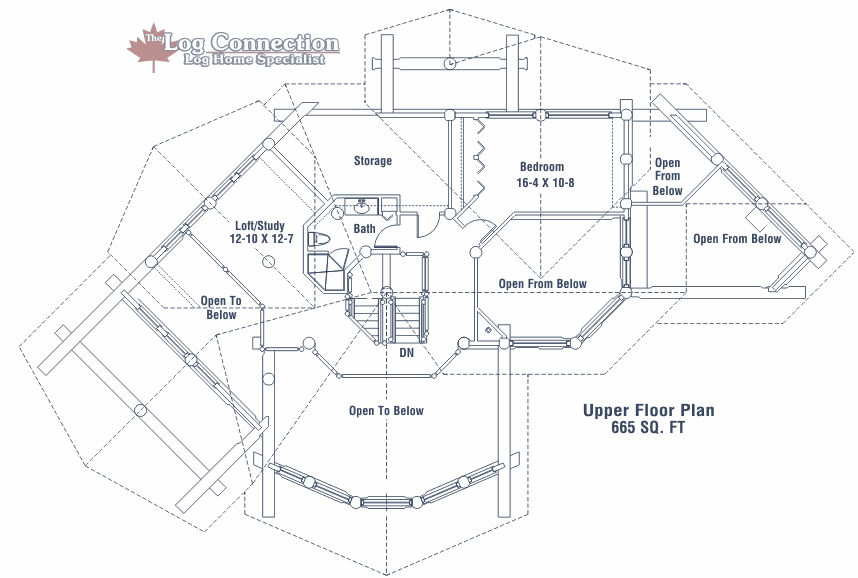 The Log Connection
Log Home Specialist
Storage
Bedroom
16-4 X 10-8
Open
From
Below
Loft/Study
12-10 X 12-7
Bath
Open From Below
Open From Below
Open To
Below
DN
Open To Below
Upper Floor Plan
665 SQ. FT